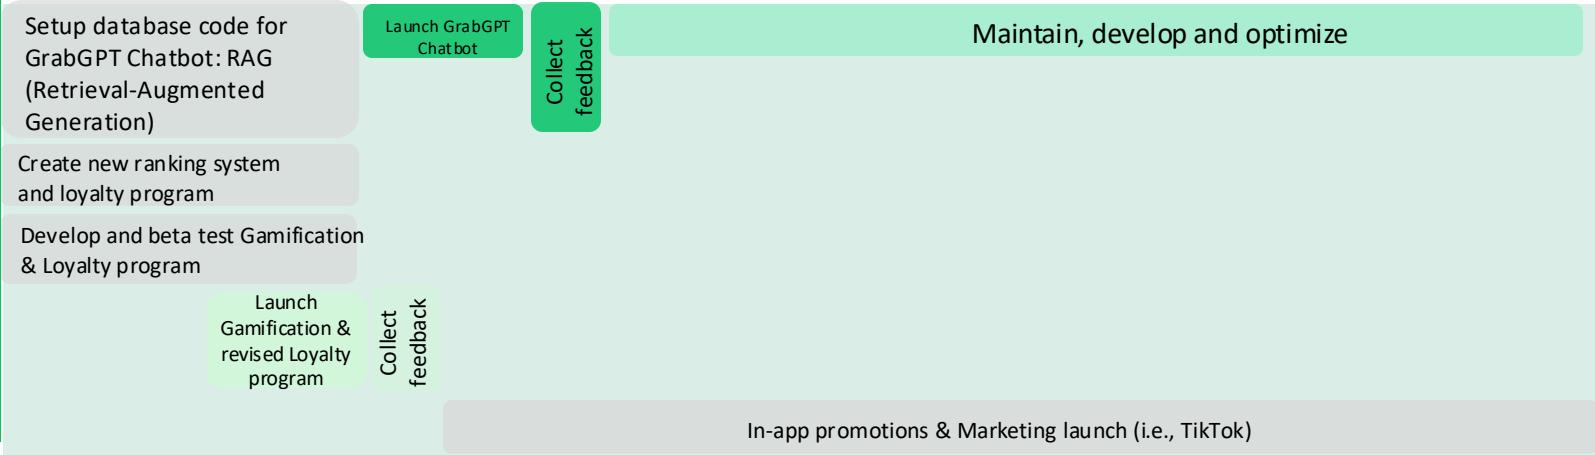 Setup database code for
GrabGPT Chatbot: RAG
(Retrieval-Augmented
Generation)
Launch GrabGPT
Chatbot
Collect
feedback
Maintain, develop and optimize
Create new ranking system
and loyalty program
Develop and beta test Gamification
& Loyalty program
Launch
Gamification &
revised Loyalty
program
Collect
feedback
In-app promotions & Marketing launch (i.e., TikTok)